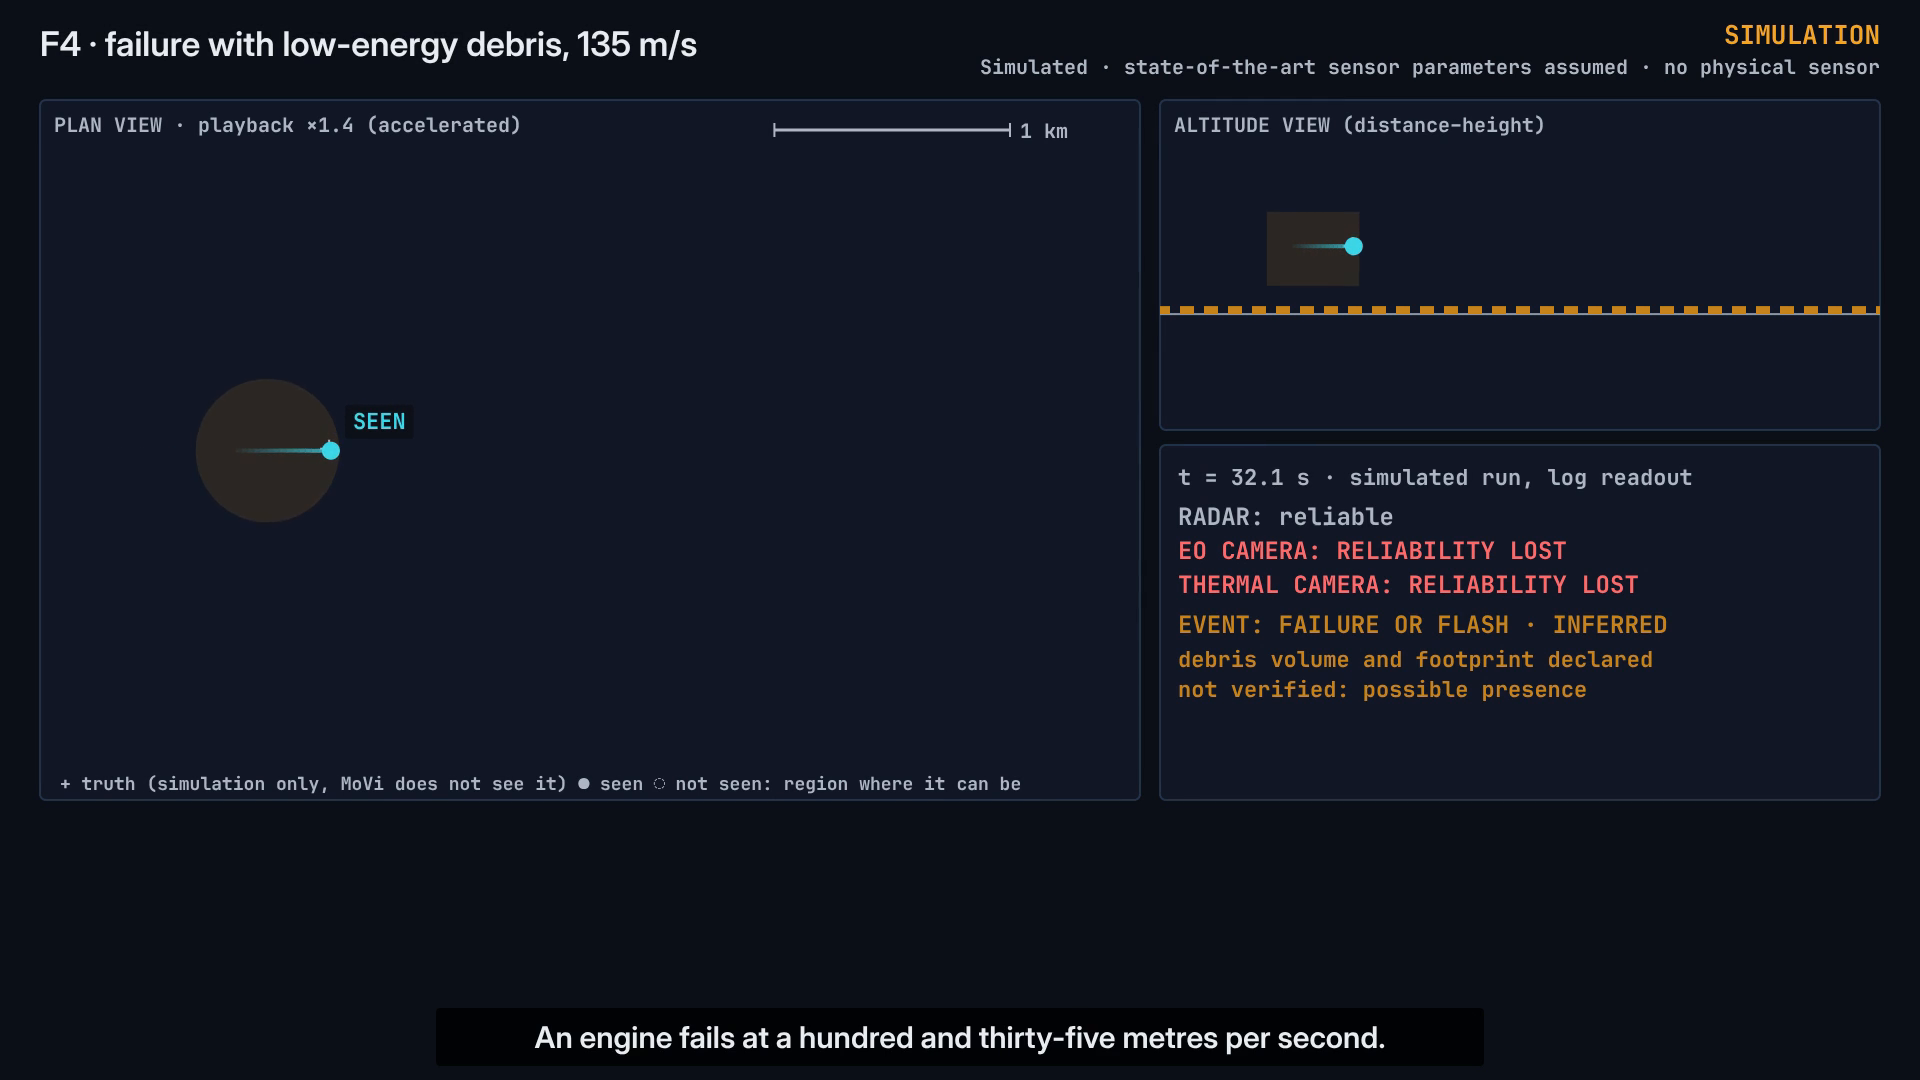 F4 · failure with low-energy debris, 135 m/s
SIMULATION
Simulated · state-of-the-art sensor parameters assumed · no physical sensor
PLAN VIEW · playback ×1.4 (accelerated)
1 km
SEEN
+ truth (simulation only, MoVi does not see it) ● seen ◌ not seen: region where it can be
ALTITUDE VIEW (distance–height)
t = 32.1 s · simulated run, log readout
RADAR: reliable
EO CAMERA: RELIABILITY LOST
THERMAL CAMERA: RELIABILITY LOST
EVENT: FAILURE OR FLASH · INFERRED
debris volume and footprint declared
not verified: possible presence
An engine fails at a hundred and thirty-five metres per second.